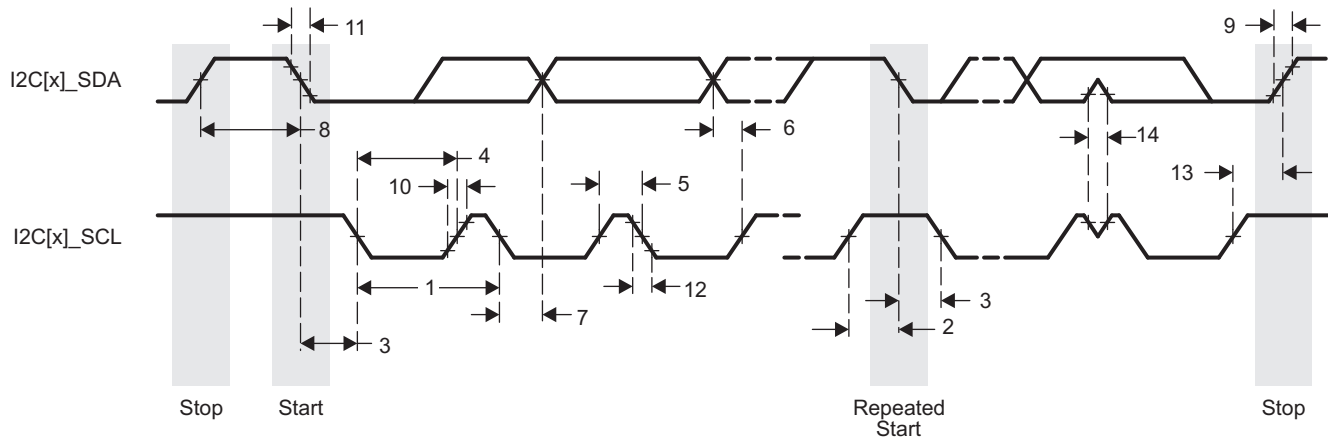 11
9
I2C[x]_SDA
8
6
14
4
10
5
13
I2C[x]_SCL
1
12
3
7
2
3
Stop
Start
Repeated
Start
Stop